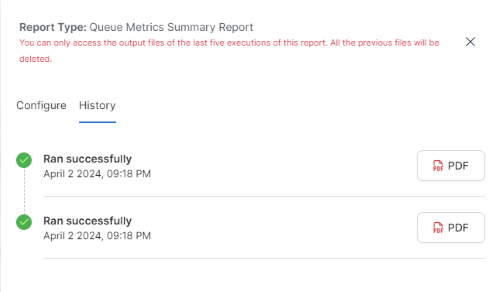 Report Type: Queue Metrics Summary Report
You can only access the output files of the last five executions of this report. All the previous files will be
deleted.
Configure History
Ran successfully
April 2 2024, 09:18 PM
PDF
Ran successfully
April 2 2024, 09:18 PM
PDF